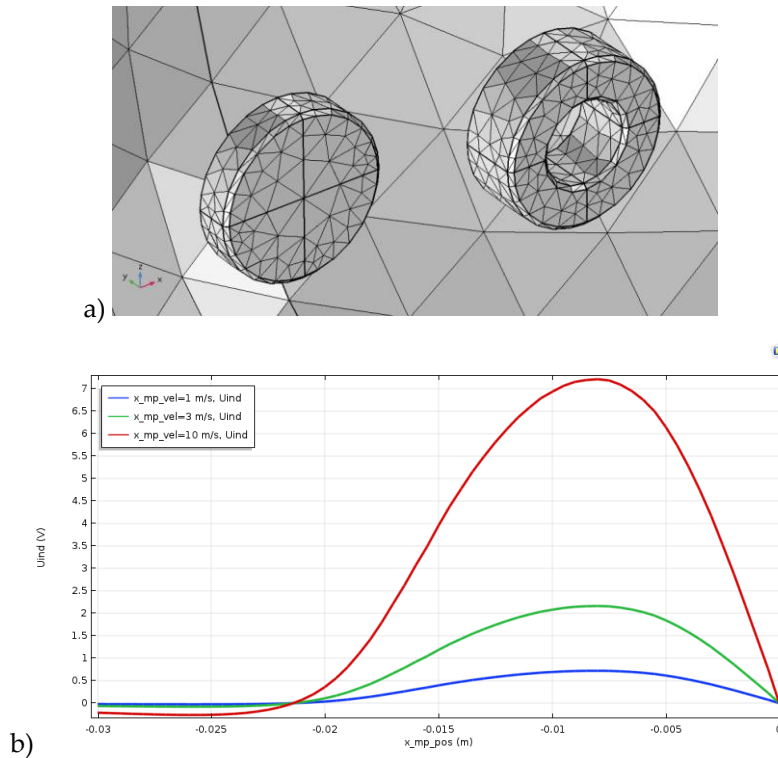 z
y
x
a)
7
6.5
6
5.5
5
4.5
4
3.5
3
2.5
2
1.5
1
0.5
0
Uind (V)
x_mp_vel=1 m/s, Uind
x_mp_vel=3 m/s, Uind
x_mp_vel=10 m/s, Uind
-0.03
-0.025
-0.02
-0.015
-0.01
-0.005
x_mp_pos (m)
b)